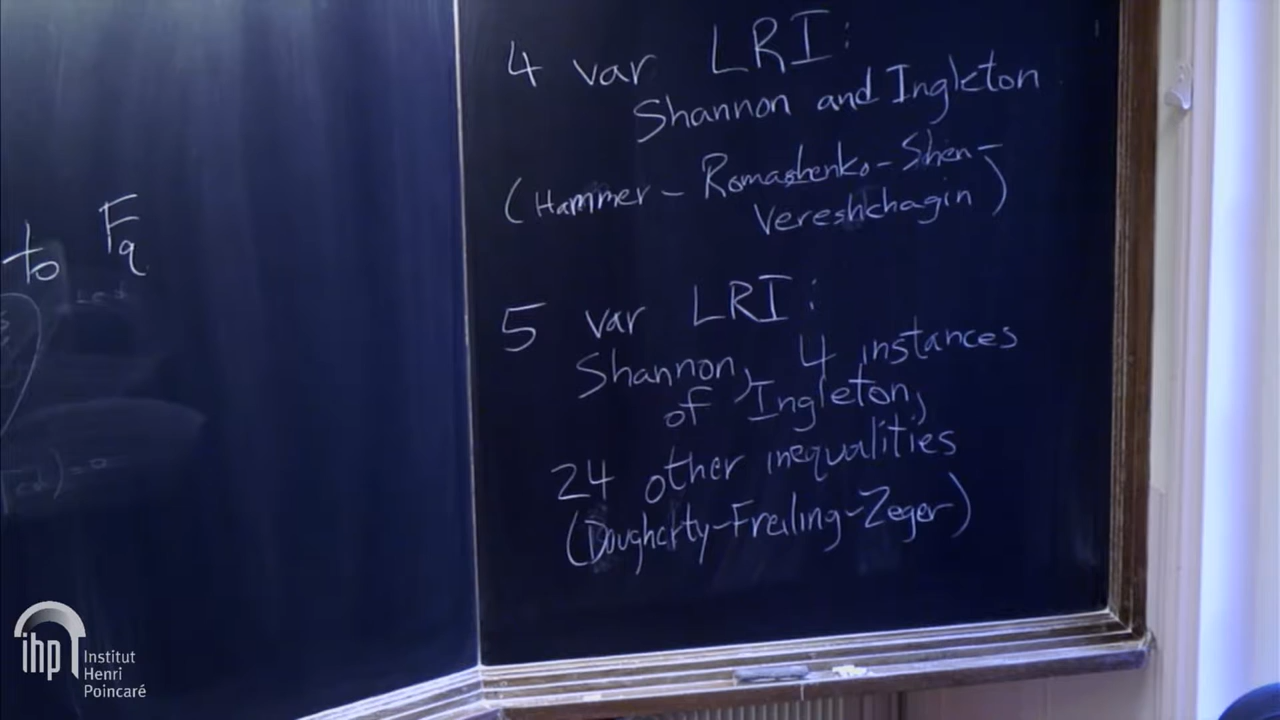 to F_q
4 var LRI:
Shannon and Ingleton
(Hammer – Romashenko – Shen –
Vereshchagin)
5 var LRI:
Shannon, 4 instances
of Ingleton,
24 other inequalities
(Dougherty–Freiling–Zeger)
ihp Institut
Henri
Poincaré